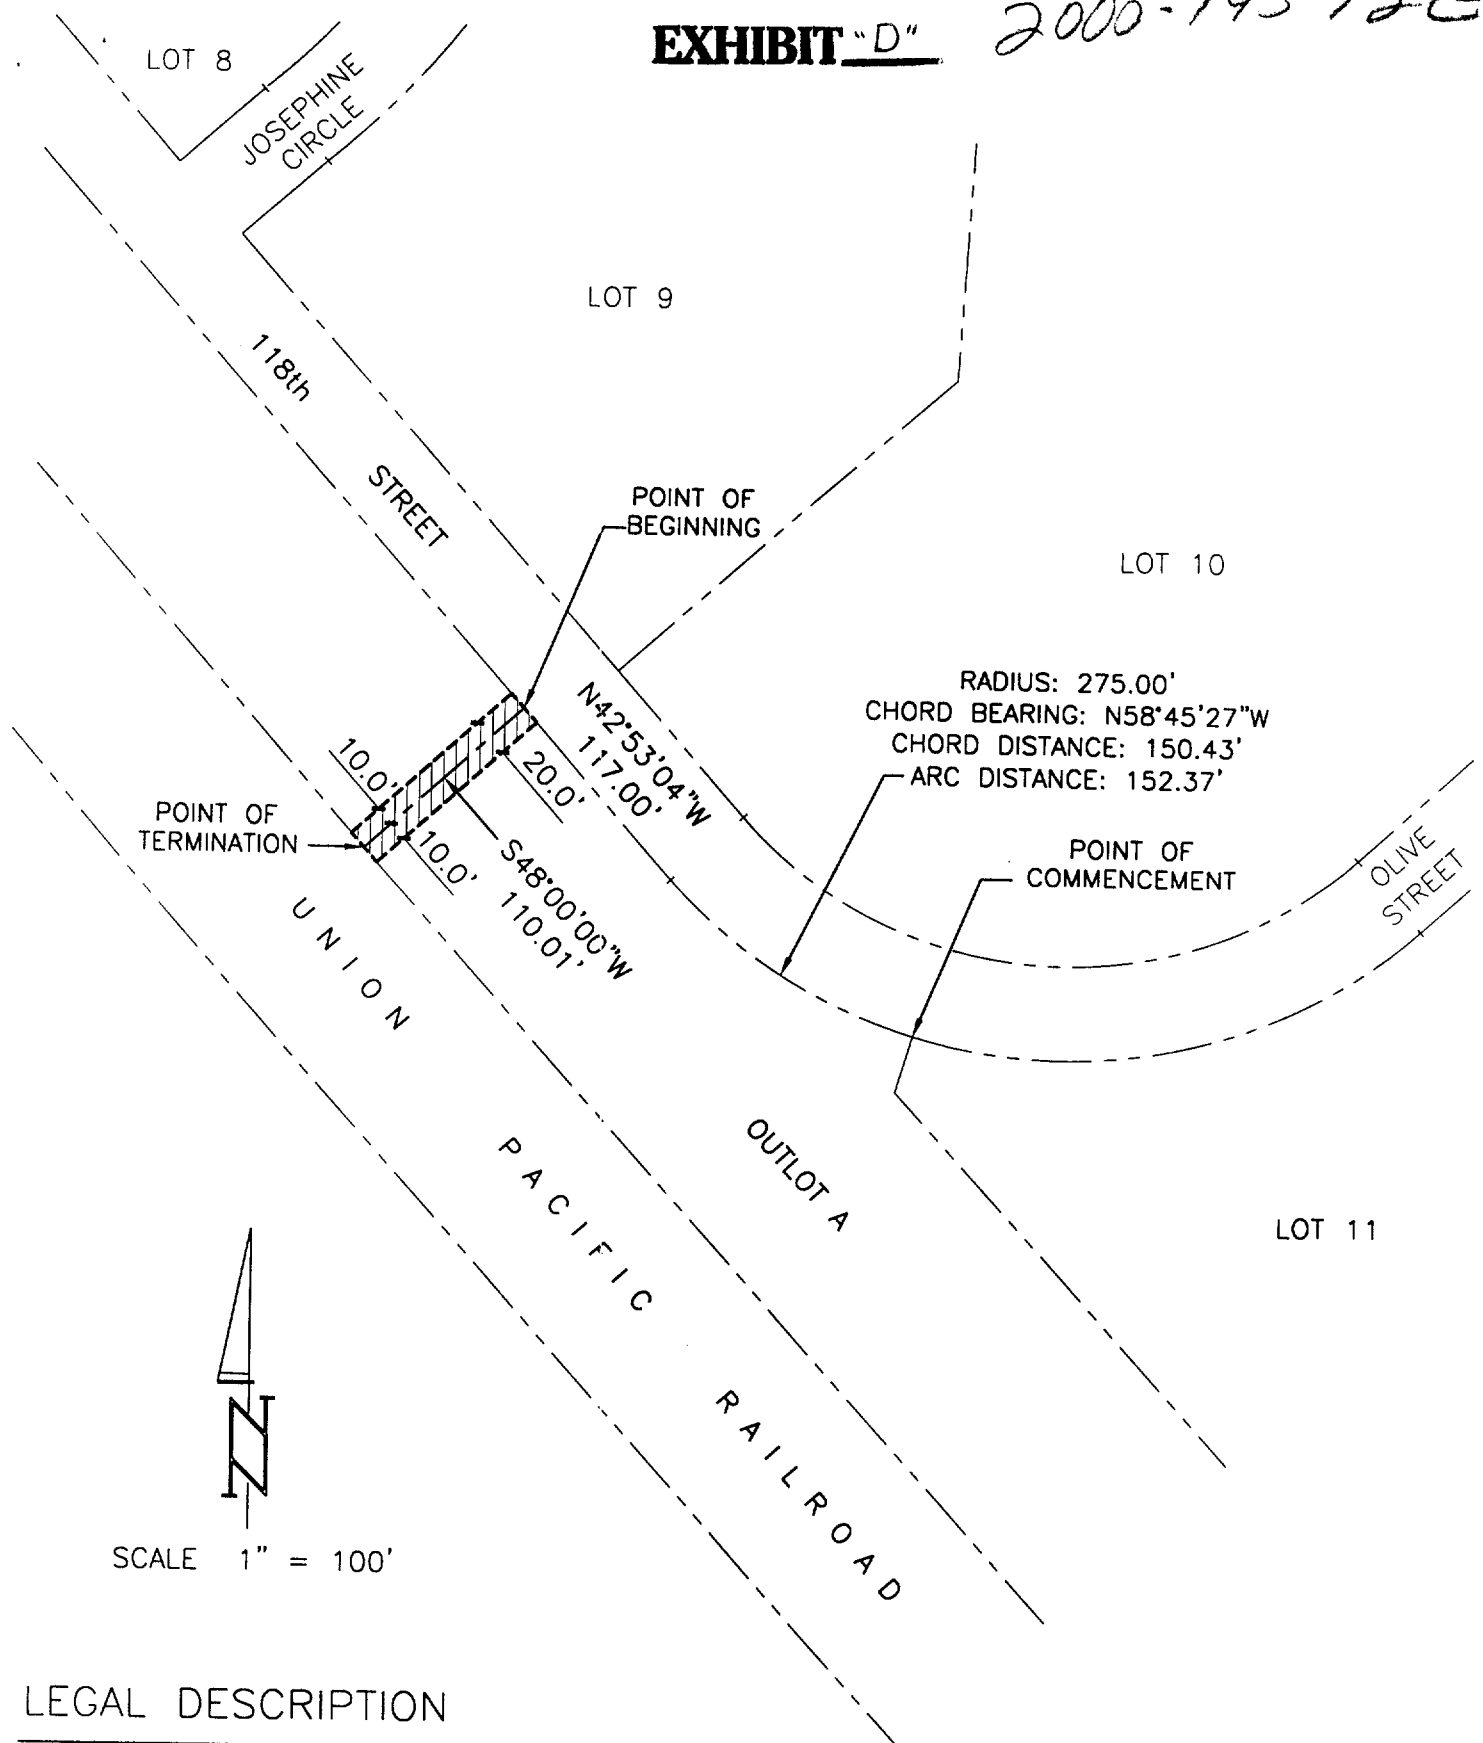 EXHIBIT "D"
LOT 8
JOSEPHINE
CIRCLE
LOT 9
118th
STREET
POINT OF
BEGINNING
LOT 10
RADIUS: 275.00'
CHORD BEARING: N58°45'27"W
CHORD DISTANCE: 150.43'
ARC DISTANCE: 152.37'
N42°53'04"W
117.00'
10.0'
20.0'
POINT OF
TERMINATION
10.0'
S48°00'00"W
110.01'
POINT OF
COMMENCEMENT
OLIVE
STREET
UNION
PACIFIC
RAILROAD
OUTLOT A
LOT 11
N
SCALE 1" = 100'
LEGAL DESCRIPTION